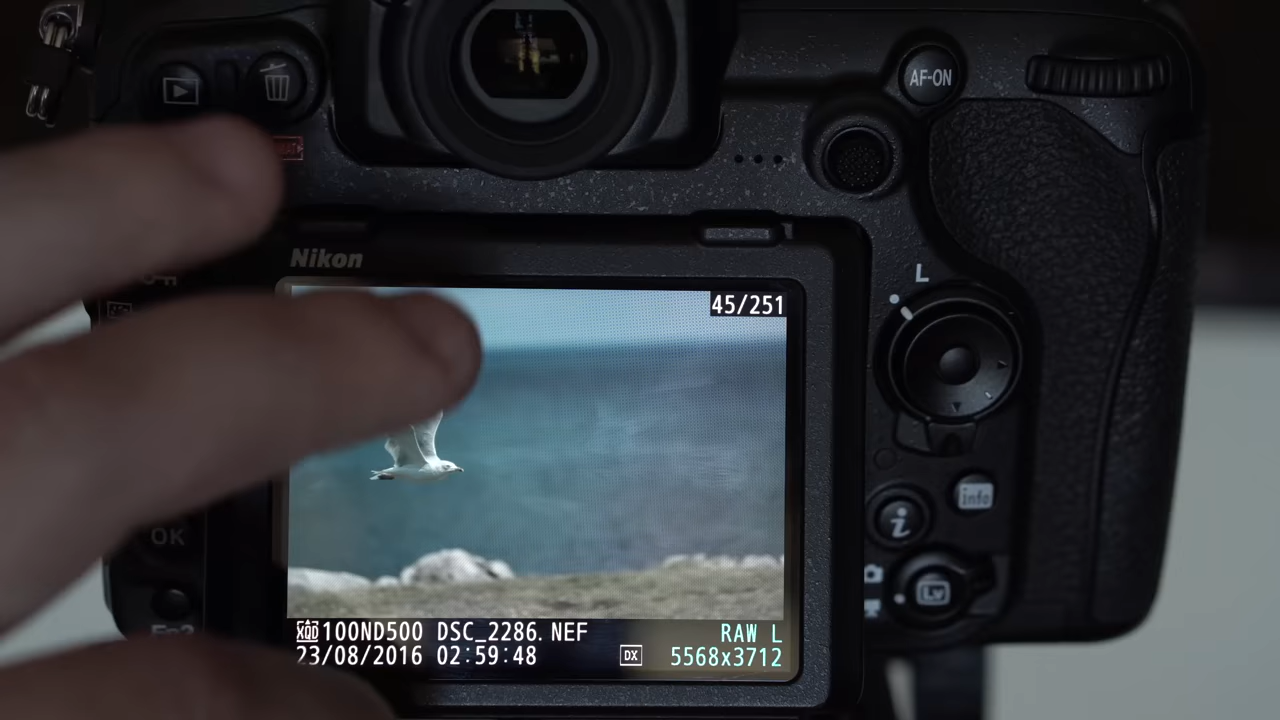 AF-ON
Nikon
L
45/251
info
i
OK
Lv
XQD 100ND500 DSC_2286.NEF RAW L
23/08/2016 02:59:48 DX 5568x3712